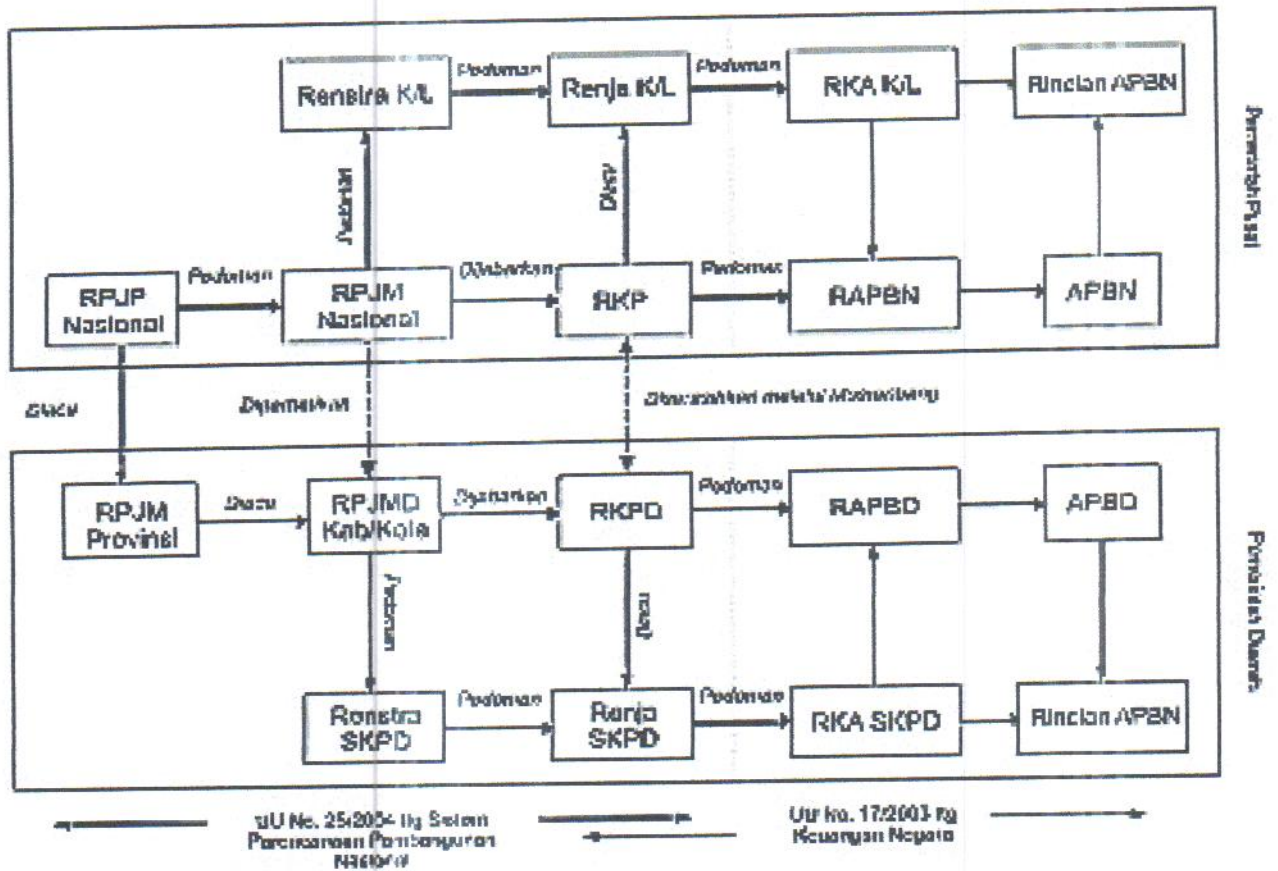 Pedoman
Pedoman
Renstra K/L
Renja K/L
RKA K/L
Rincian APBN
Pemerintah Pusat
Pedoman
Diacu
Pedoman
Dijabarkan
Pedoman
RPJP
Nasional
RPJM
Nasional
RKP
RAPBN
APBN
Diacu
Diperhatikan
Diserasikan melalui Musrenbang
RPJM
Provinsi
Diacu
RPJMD
Kab/Kota
Dijabarkan
RKPD
Pedoman
RAPBD
APBD
Pedoman
Diacu
Pemerintah Daerah
Renstra
SKPD
Pedoman
Renja
SKPD
Pedoman
RKA SKPD
Rincian APBN
UU No. 25/2004 ttg Sistem
Perencanaan Pembangunan
Nasional
UU No. 17/2003 ttg
Keuangan Negara